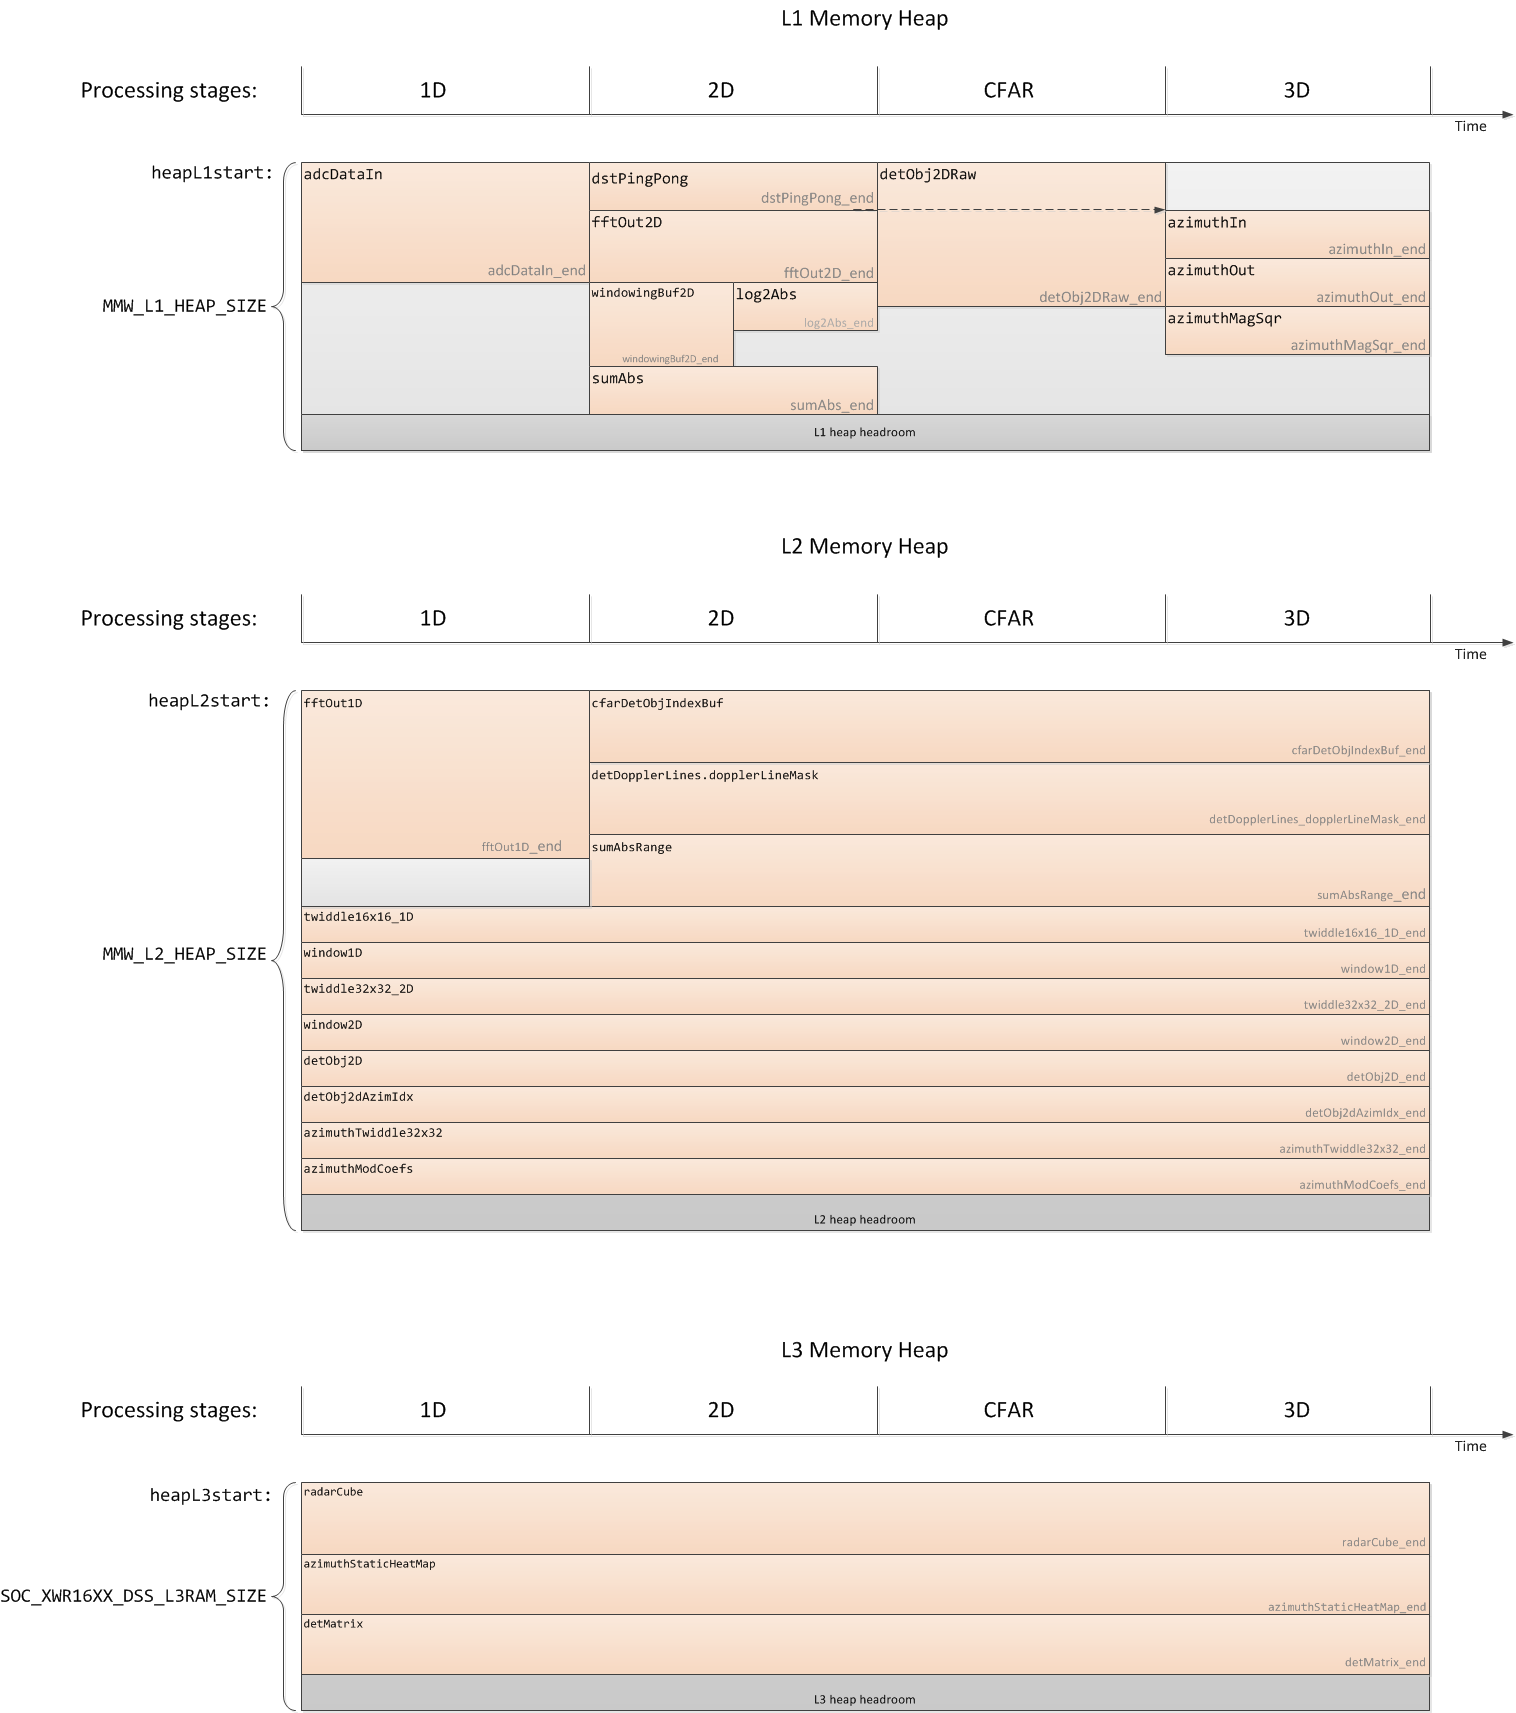 L1 Memory Heap
Processing stages: 1D 2D CFAR 3D
Time
heapL1start: adcDataIn dstPingPong detObj2DRaw
dstPingPong_end
fftOut2D azimuthIn
azimuthIn_end
adcDataIn_end fftOut2D_end azimuthOut
windowingBuf2D log2Abs detObj2DRaw_end azimuthOut_end
MMW_L1_HEAP_SIZE
log2Abs_end azimuthMagSqr
azimuthMagSqr_end
windowingBuf2D_end
sumAbs
sumAbs_end
L1 heap headroom
L2 Memory Heap
Processing stages: 1D 2D CFAR 3D
Time
heapL2start: fftOut1D cfarDetObjIndexBuf
cfarDetObjIndexBuf_end
detDopplerLines.dopplerLineMask
detDopplerLines_dopplerLineMask_end
fftOut1D_end sumAbsRange
sumAbsRange_end
twiddle16x16_1D
twiddle16x16_1D_end
MMW_L2_HEAP_SIZE window1D
window1D_end
twiddle32x32_2D
twiddle32x32_2D_end
window2D
window2D_end
detObj2D
detObj2D_end
detObj2dAzimIdx
detObj2dAzimIdx_end
azimuthTwiddle32x32
azimuthTwiddle32x32_end
azimuthModCoefs
azimuthModCoefs_end
L2 heap headroom
L3 Memory Heap
Processing stages: 1D 2D CFAR 3D
Time
heapL3start: radarCube
radarCube_end
azimuthStaticHeatMap
SOC_XWR16XX_DSS_L3RAM_SIZE
azimuthStaticHeatMap_end
detMatrix
detMatrix_end
L3 heap headroom